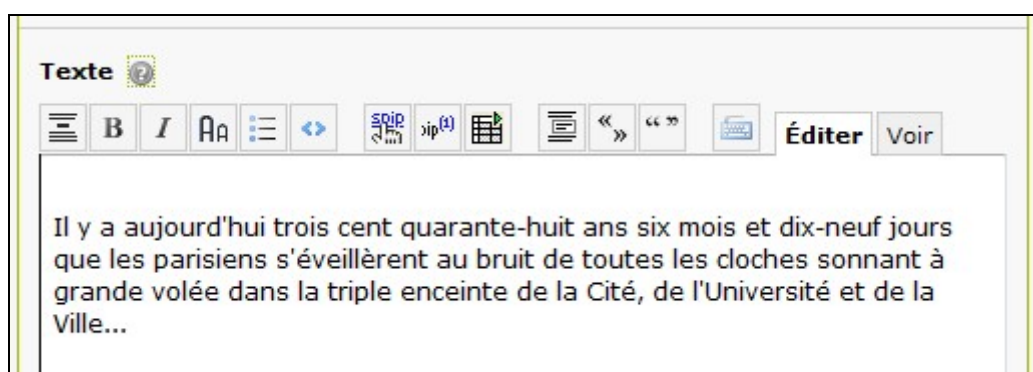 Texte
B I AA « » “ ” Éditer Voir
Il y a aujourd'hui trois cent quarante-huit ans six mois et dix-neuf jours
que les parisiens s'éveillèrent au bruit de toutes les cloches sonnant à
grande volée dans la triple enceinte de la Cité, de l'Université et de la
Ville...